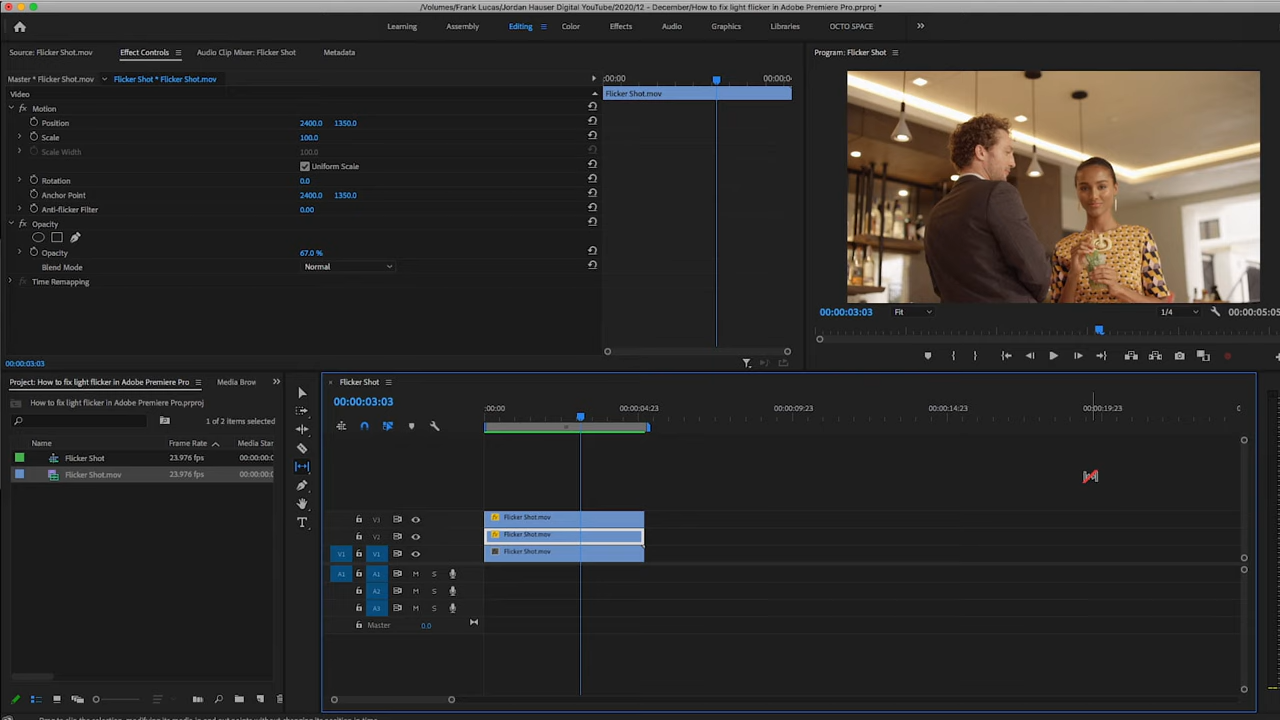 /Volumes/Frank Lucas/Jordan Hauser Digital YouTube/2020/12 - December/How to fix light flicker in Adobe Premiere Pro.prproj *
Learning Assembly Editing Color Effects Audio Graphics Libraries OCTO SPACE
Source: Flicker Shot.mov Effect Controls Audio Clip Mixer: Flicker Shot Metadata
Program: Flicker Shot
Master * Flicker Shot.mov Flicker Shot * Flicker Shot.mov
:00:00 00:00:0
Video
Flicker Shot.mov
Motion
Position 2400.0 1350.0
Scale 100.0
Scale Width 100.0
Uniform Scale
Rotation 0.0
Anchor Point 2400.0 1350.0
Anti-flicker Filter 0.00
Opacity
Opacity 67.0 %
Blend Mode Normal
Time Remapping
00:00:03:03 Fit 1/4 00:00:05:05
00:00:03:03
Project: How to fix light flicker in Adobe Premiere Pro Media Brow
How to fix light flicker in Adobe Premiere Pro.prproj
1 of 2 items selected
Name Frame Rate Media Start
Flicker Shot 23.976 fps
Flicker Shot.mov 23.976 fps 00:00:00:0
Flicker Shot
00:00:03:03
:00:00 00:00:04:23 00:00:09:23 00:00:14:23 00:00:19:23
V3 Flicker Shot.mov
V2 Flicker Shot.mov
V1 V1 Flicker Shot.mov
A1 A1 M S
A2 M S
A3 M S
Master 0.0